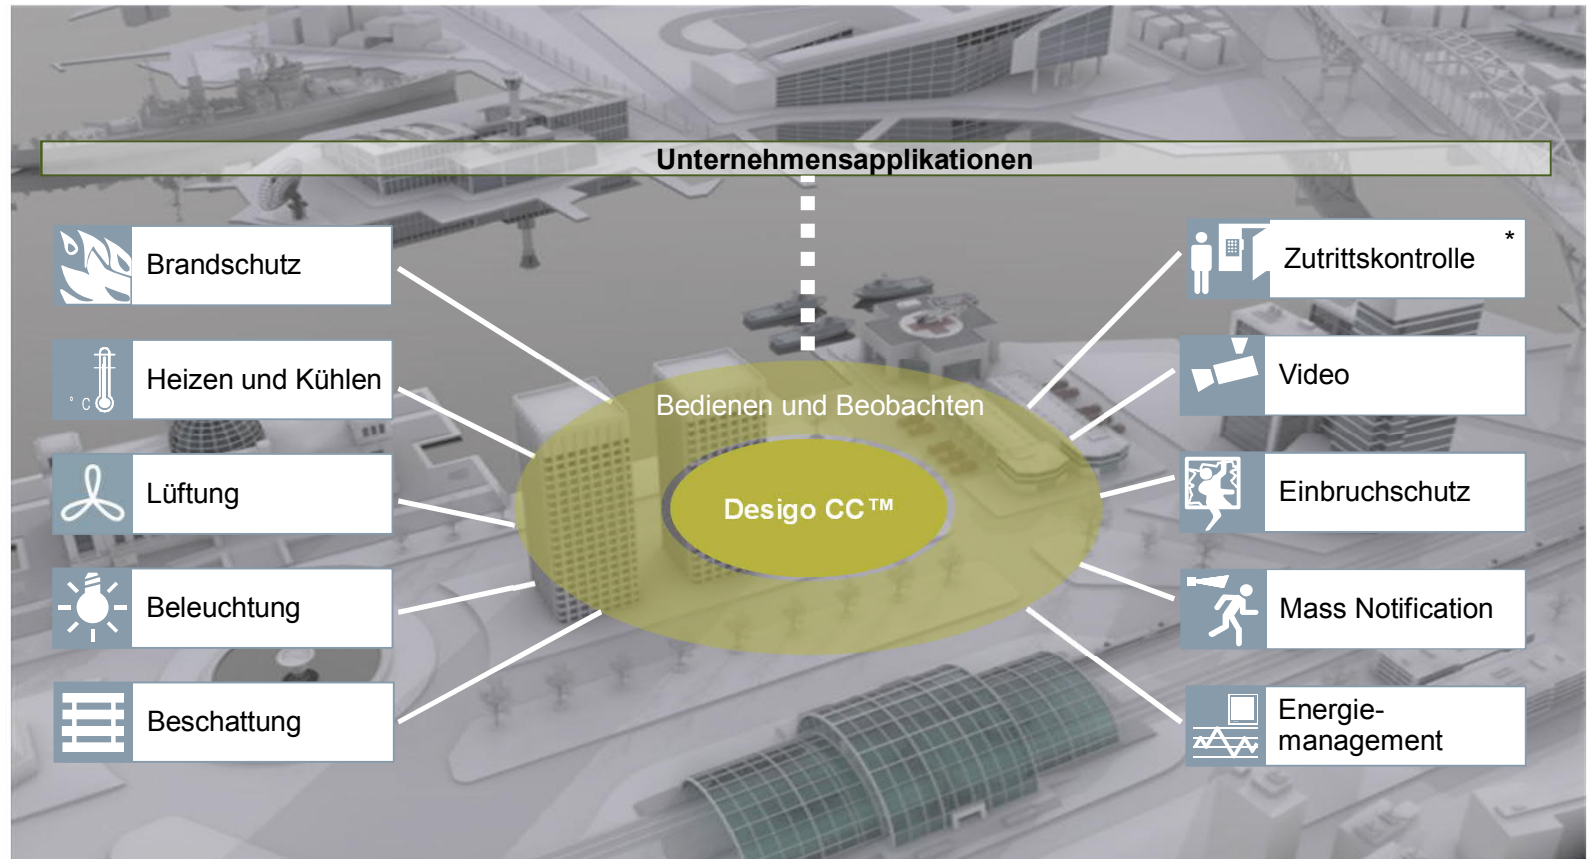 Unternehmensapplikationen
Brandschutz
Heizen und Kühlen
° C
Lüftung
Beleuchtung
Beschattung
Bedienen und Beobachten
Desigo CC™
Zutrittskontrolle *
Video
Einbruchschutz
Mass Notification
Energie-
management